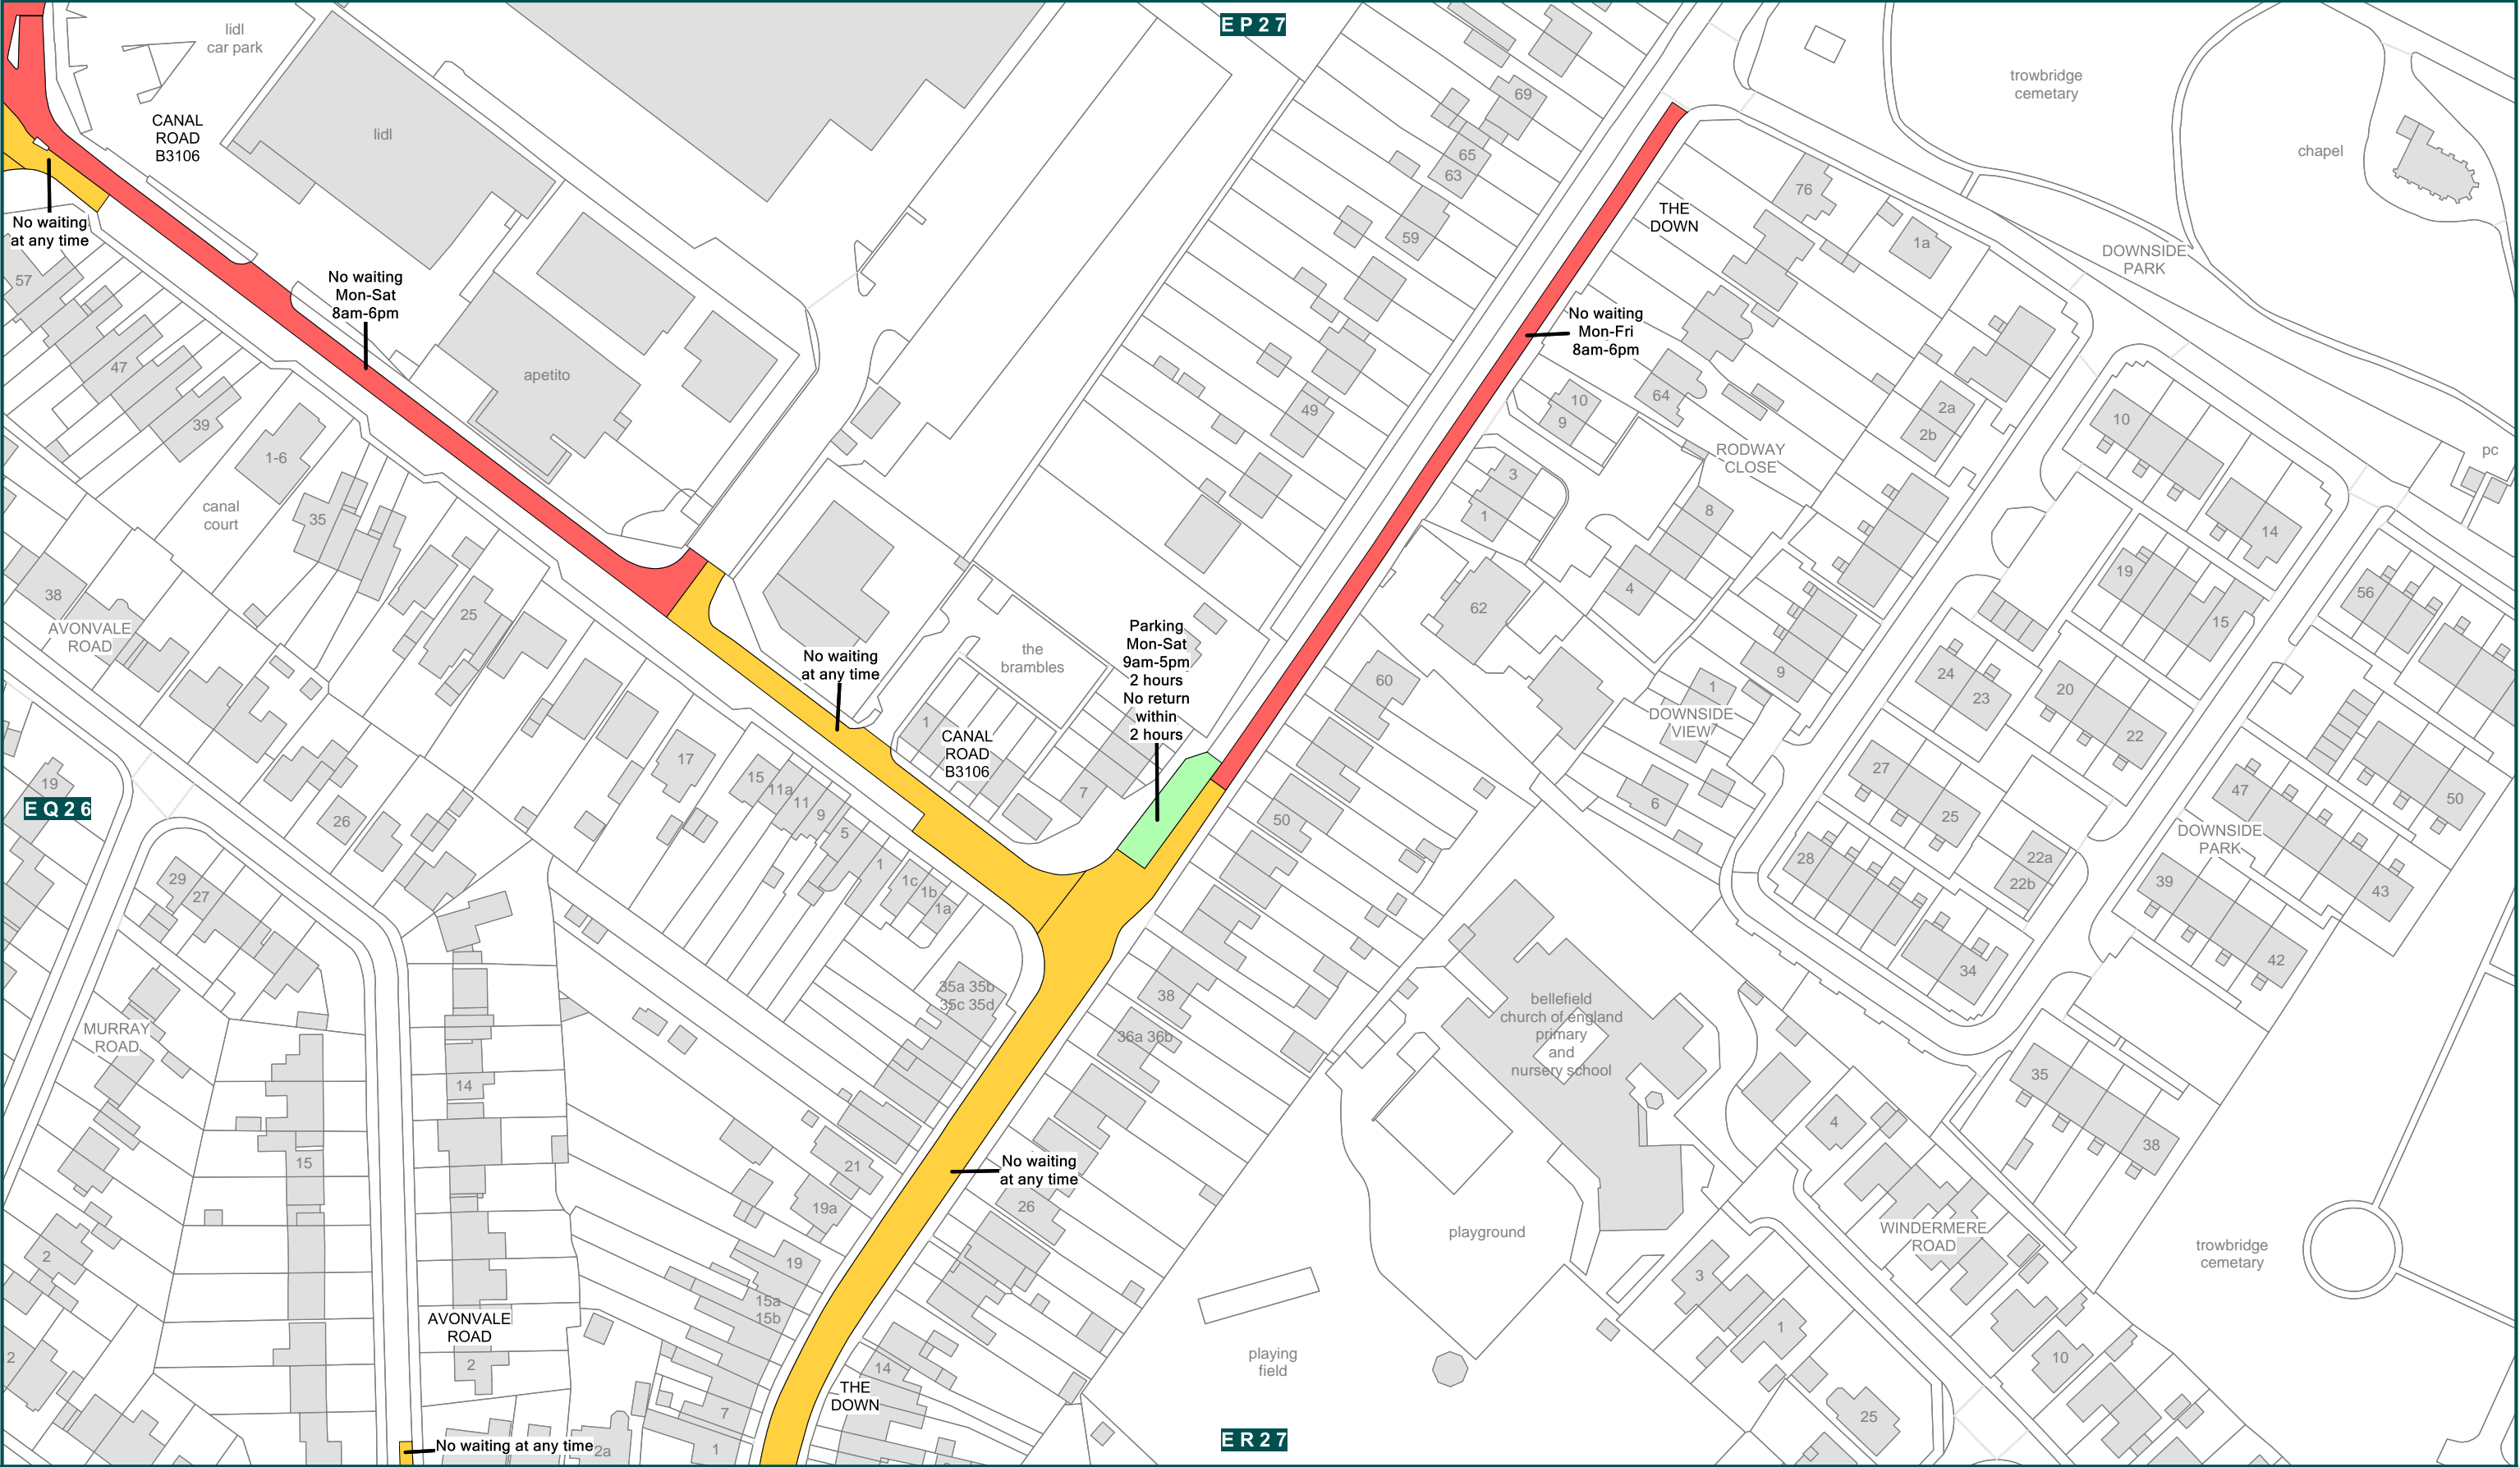 EP27
lidl
car park
CANAL
ROAD
B3106
lidl
No waiting
at any time
57
No waiting
Mon-Sat
8am-6pm
47
39
apetito
1-6
canal
court
35
38
AVONVALE
ROAD
25
69
65
63
59
49
THE
DOWN
76
1a
trowbridge
cemetary
chapel
DOWNSIDE
PARK
No waiting
Mon-Fri
8am-6pm
10
9
64
2a
2b
RODWAY
CLOSE
3
1
8
4
62
10
14
pc
19
15
56
24
23
20
22
9
1
DOWNSIDE
VIEW
6
60
50
27
25
28
22a
22b
34
47
50
DOWNSIDE
PARK
43
39
42
35
38
the
brambles
Parking
Mon-Sat
9am-5pm
2 hours
No return
within
2 hours
No waiting
at any time
1
CANAL
ROAD
B3106
7
17
15
11a
11
9
5
1
1c
1b
1a
EQ26
19
26
29
27
35a 35b
35c 35d
38
36a 36b
MURRAY
ROAD
14
15
2
2
21
19a
19
15a
15b
No waiting
at any time
26
14
THE
DOWN
7
1
AVONVALE
ROAD
2
No waiting at any time
2a
bellefield
church of england
primary
and
nursery school
playground
playing
field
ER27
4
WINDERMERE
ROAD
3
1
10
25
trowbridge
cemetary